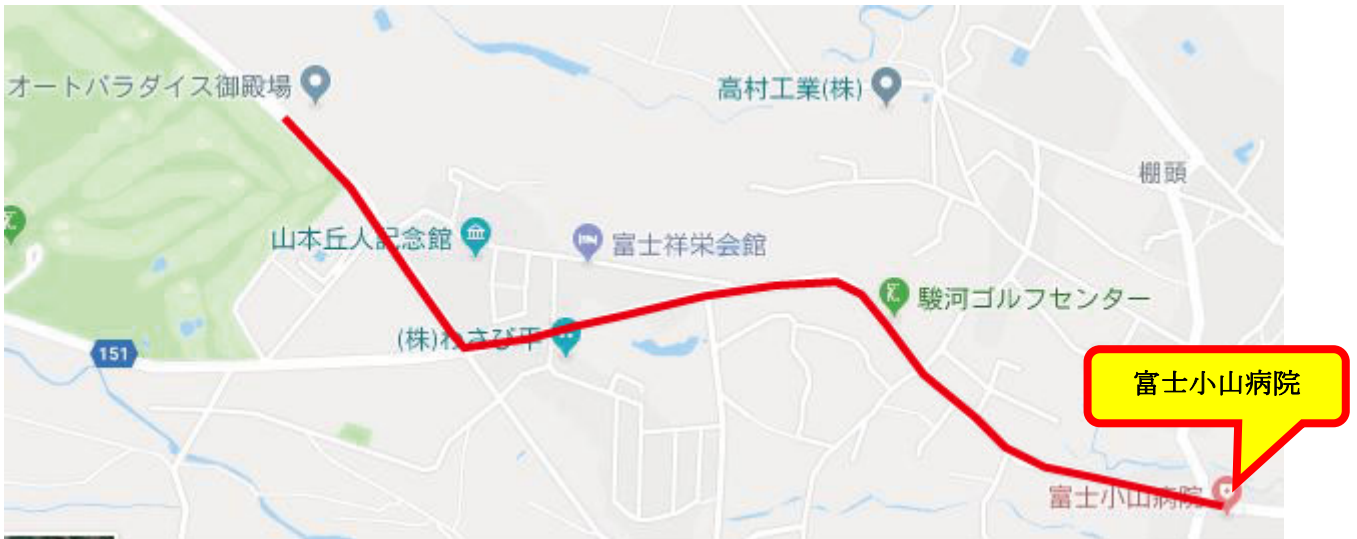 オートパラダイス御殿場
高村工業(株)
棚頭
山本丘人記念館
富士祥栄会館
駿河ゴルフセンター
(株)わさび平
151
富士小山病院
富士小山病院